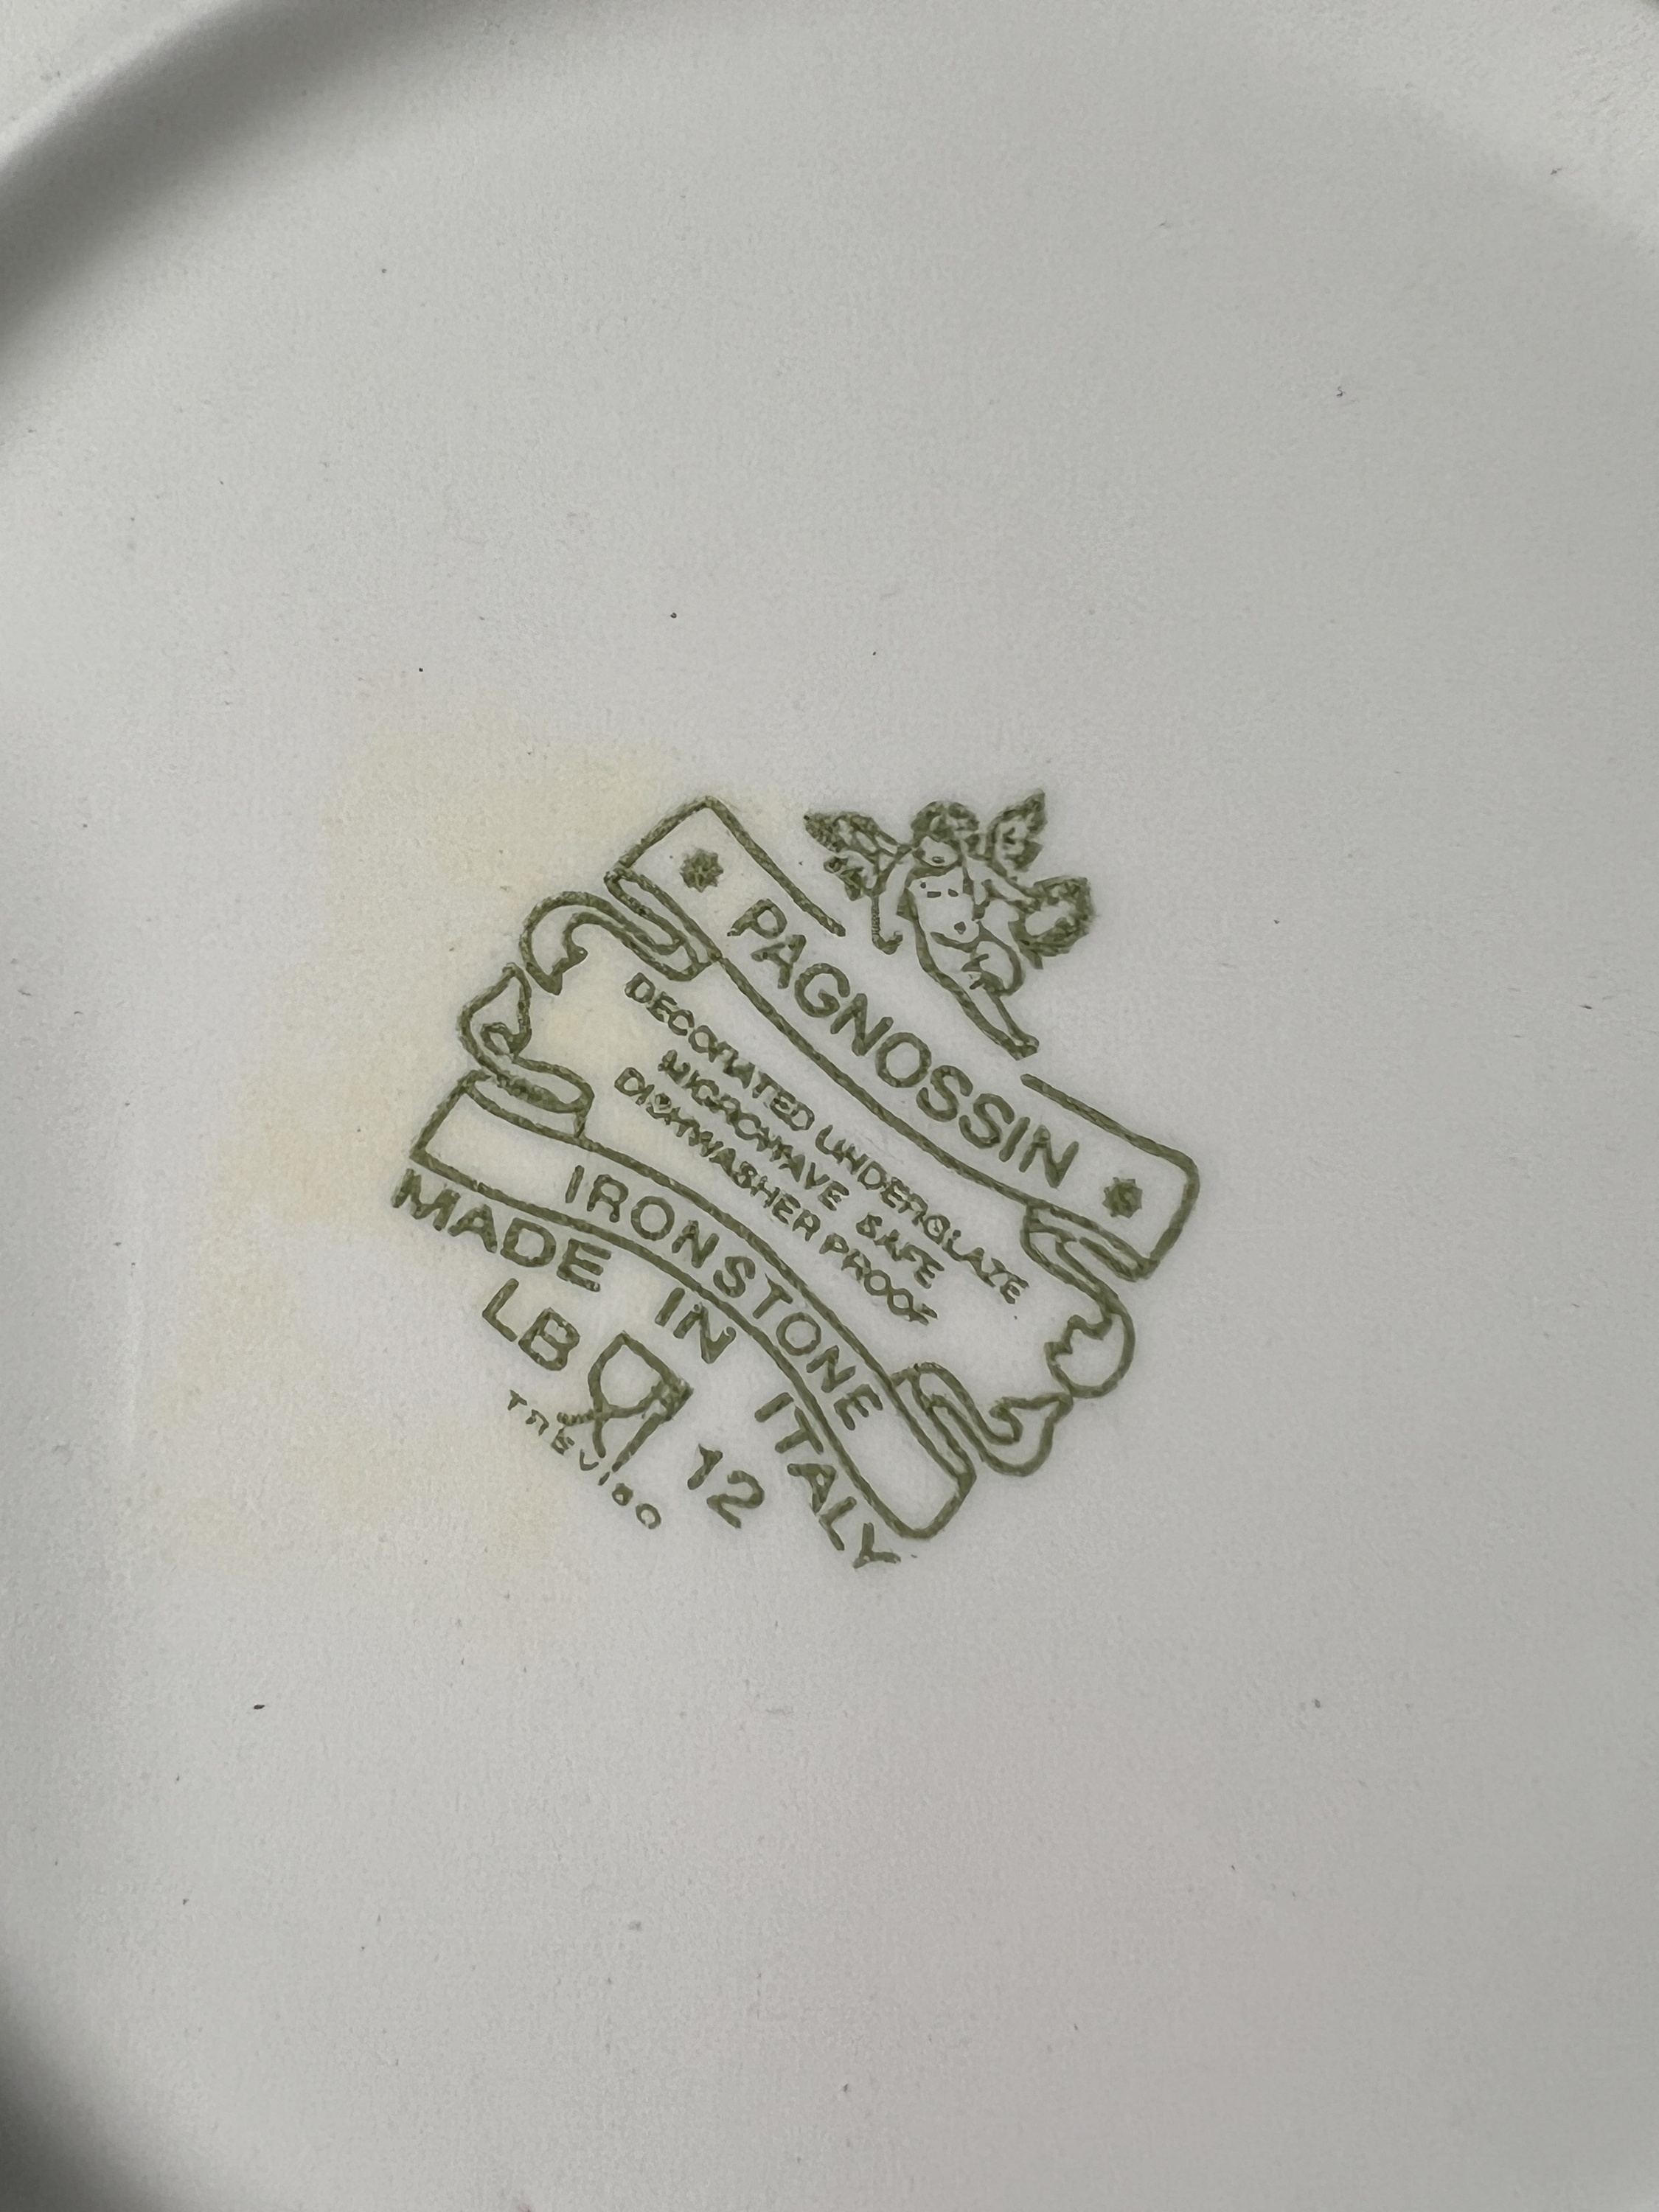 PAGNOSSIN
DECORATED UNDERGLAZE
MICROWAVE SAFE
DISHWASHER PROOF
IRONSTONE
MADE IN ITALY
LB 12
TREVISO